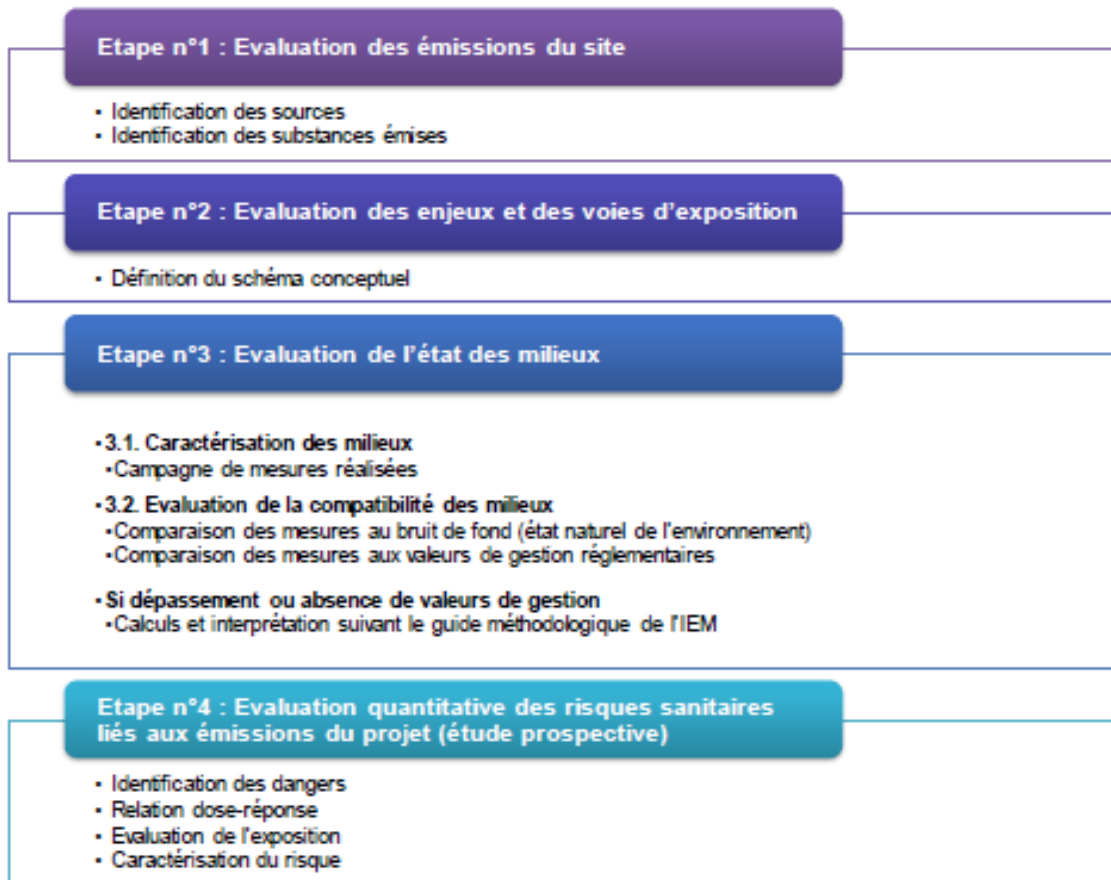 Etape n°1 : Evaluation des émissions du site
▪ Identification des sources
▪ Identification des substances émises
Etape n°2 : Evaluation des enjeux et des voies d'exposition
▪ Définition du schéma conceptuel
Etape n°3 : Evaluation de l'état des milieux
▪3.1. Caractérisation des milieux
▪Campagne de mesures réalisées
▪3.2. Evaluation de la compatibilité des milieux
▪Comparaison des mesures au bruit de fond (état naturel de l'environnement)
▪Comparaison des mesures aux valeurs de gestion réglementaires
▪Si dépassement ou absence de valeurs de gestion
▪Calculs et interprétation suivant le guide méthodologique de l'IEM
Etape n°4 : Evaluation quantitative des risques sanitaires
liés aux émissions du projet (étude prospective)
▪ Identification des dangers
▪ Relation dose-réponse
▪ Evaluation de l'exposition
▪ Caractérisation du risque